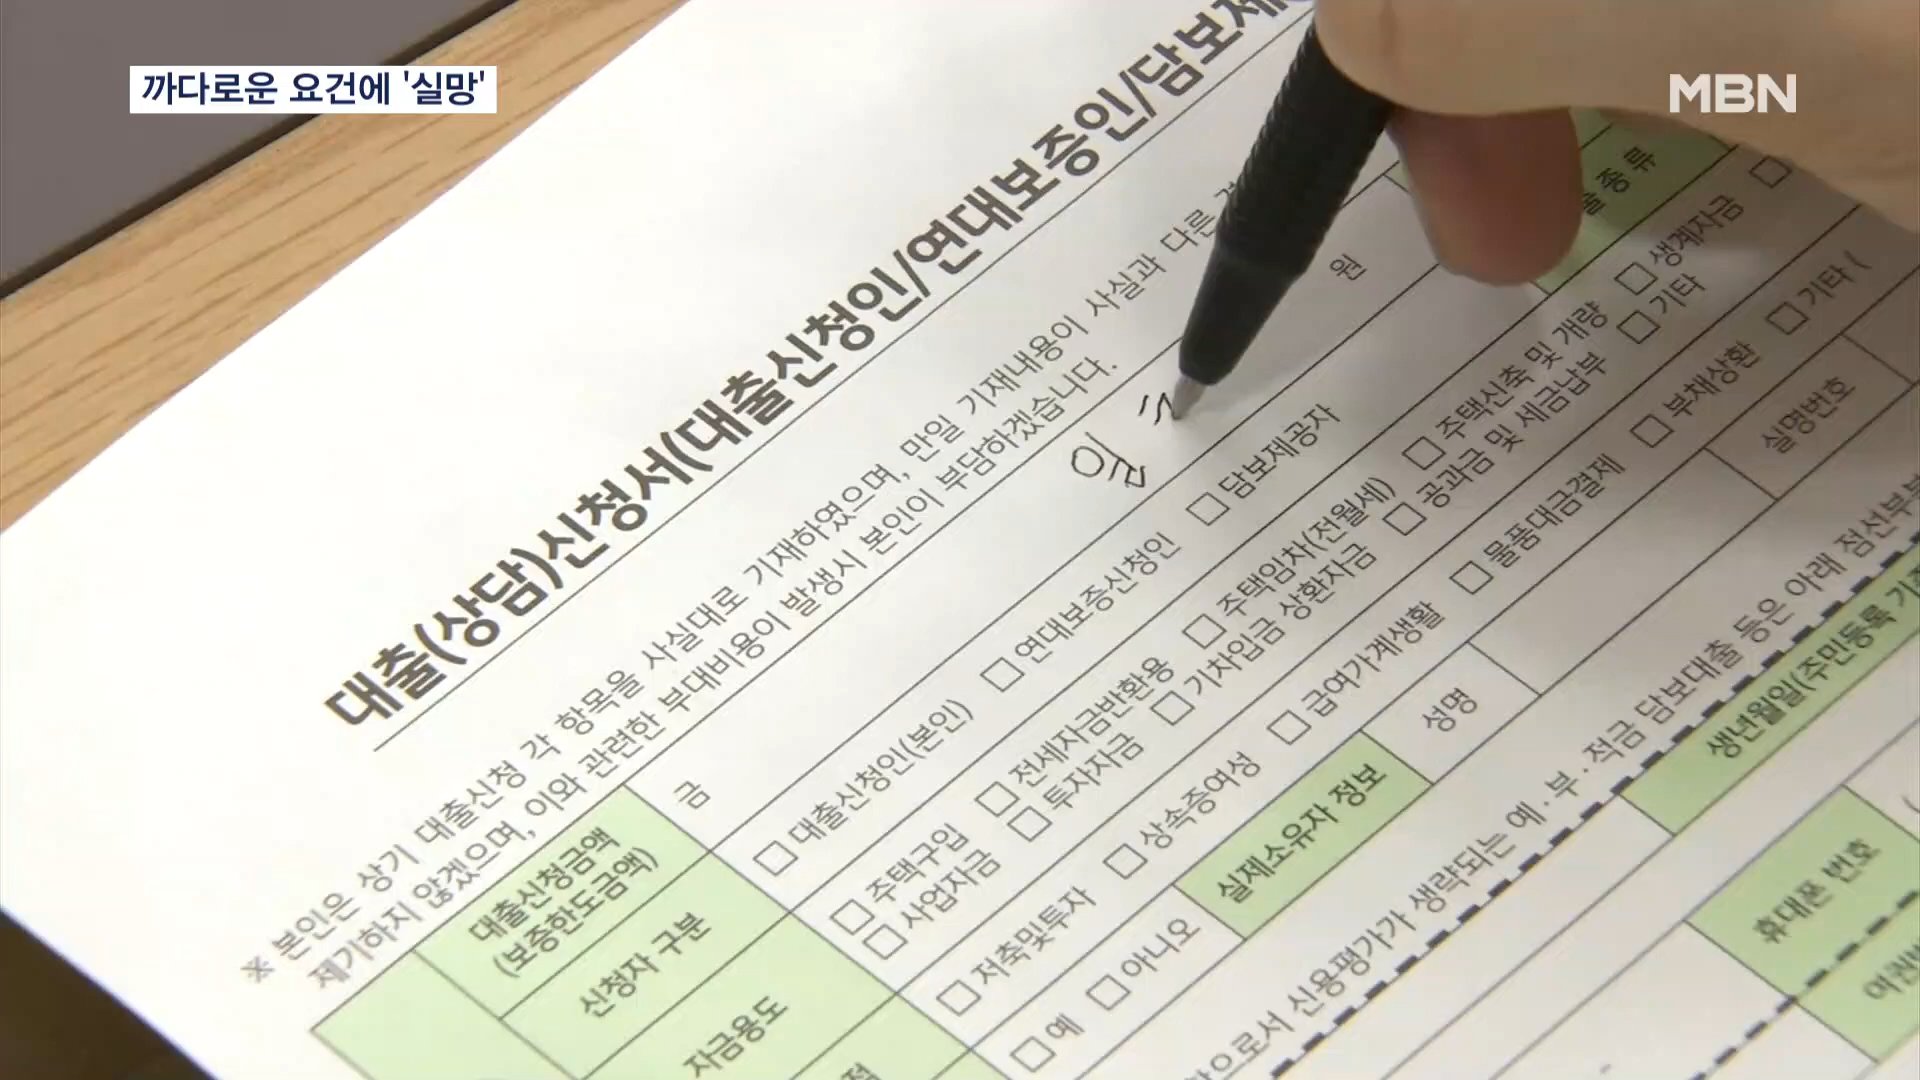 까다로운 요건에 '실망'
MBN
대출(상담)신청서(대출신청인/연대보증인/담보제
※ 본인은 상기 대출신청 각 항목을 사실대로 기재하였으며, 만일 기재내용이 사실과 다른
제기하지 않겠으며, 이와 관련한 부대비용이 발생시 본인이 부담하겠습니다.
대출신청금액
(보증한도금액)
금
일
원
종류
신청자 구분
□ 대출신청인(본인) □ 연대보증신청인 □ 담보제공자
자금용도
□ 주택구입 □ 전세자금반환용 □ 주택임차(전월세) □ 주택신축 및 개량 □ 생계자금
□ 사업자금 □ 투자자금 □ 기차입금 상환자금 □ 공과금 및 세금납부 □ 기타
□ 저축및투자 □ 상속증여성 □ 급여가계생활 □ 물품대금결제 □ 부채상환 □ 기타 (
□ 예 □ 아니오
실제소유자 정보
성명
실명번호
으로서 신용평가가 생략되는 예·부·적금 담보대출 등은 아래 점선부
생년월일(주민등록
휴대폰 번호